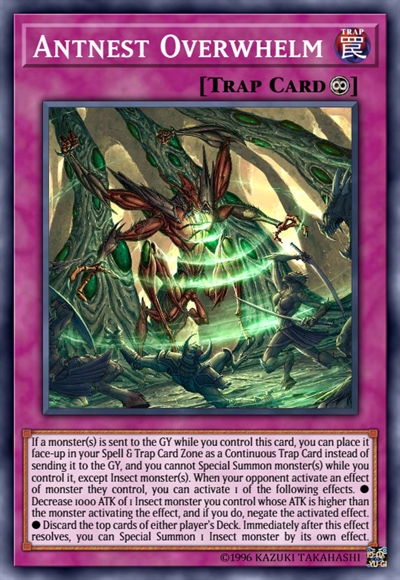 ANTNEST OVERWHELM
TRAP
罠
[TRAP CARD]
If a monster(s) is sent to the GY while you control this card, you can place it
face-up in your Spell & Trap Card Zone as a Continuous Trap Card instead of
sending it to the GY, and you cannot Special Summon monster(s) while you
control it, except Insect monster(s). When your opponent activate an
effect of monster they control, you can activate 1 of the following effects. ●
Decrease 1000 ATK of 1 Insect monster you control whose ATK is higher than
the monster activating the effect, and if you do, negate the activated effect.
● Discard the top cards of either player's Deck. Immediately after this effect
resolves, you can Special Summon 1 Insect monster by its own effect.
©1996 KAZUKI TAKAHASHI